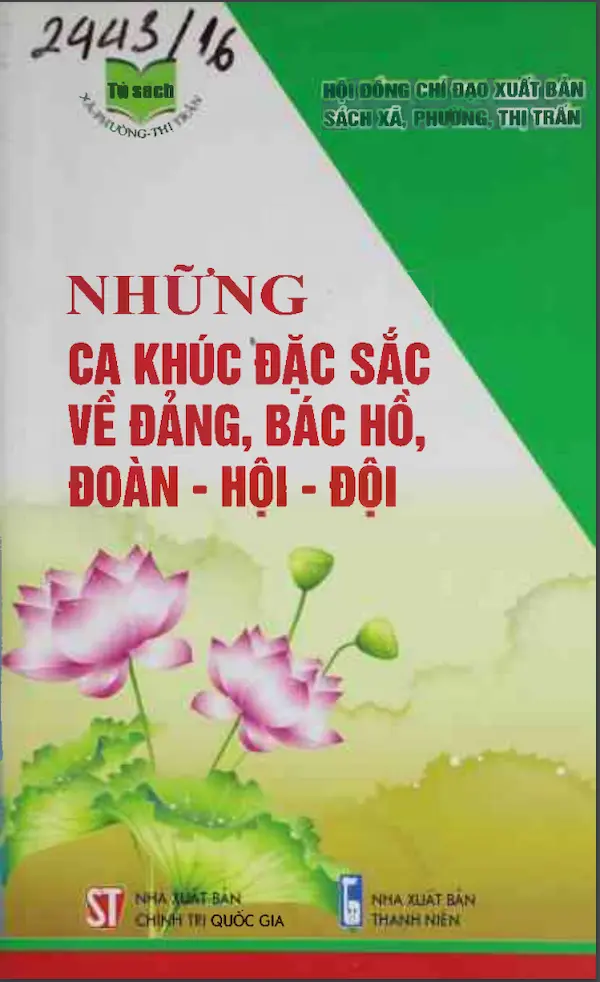 2443/16
Tủ sách
XÃ-PHƯỜNG-THỊ TRẤN
HỘI ĐỒNG CHỈ ĐẠO XUẤT BẢN
SÁCH XÃ, PHƯỜNG, THỊ TRẤN
NHỮNG
CA KHÚC ĐẶC SẮC
VỀ ĐẢNG, BÁC HỒ,
ĐOÀN - HỘI - ĐỘI
ST
NHÀ XUẤT BẢN
CHÍNH TRỊ QUỐC GIA
NHÀ XUẤT BẢN
THANH NIÊN